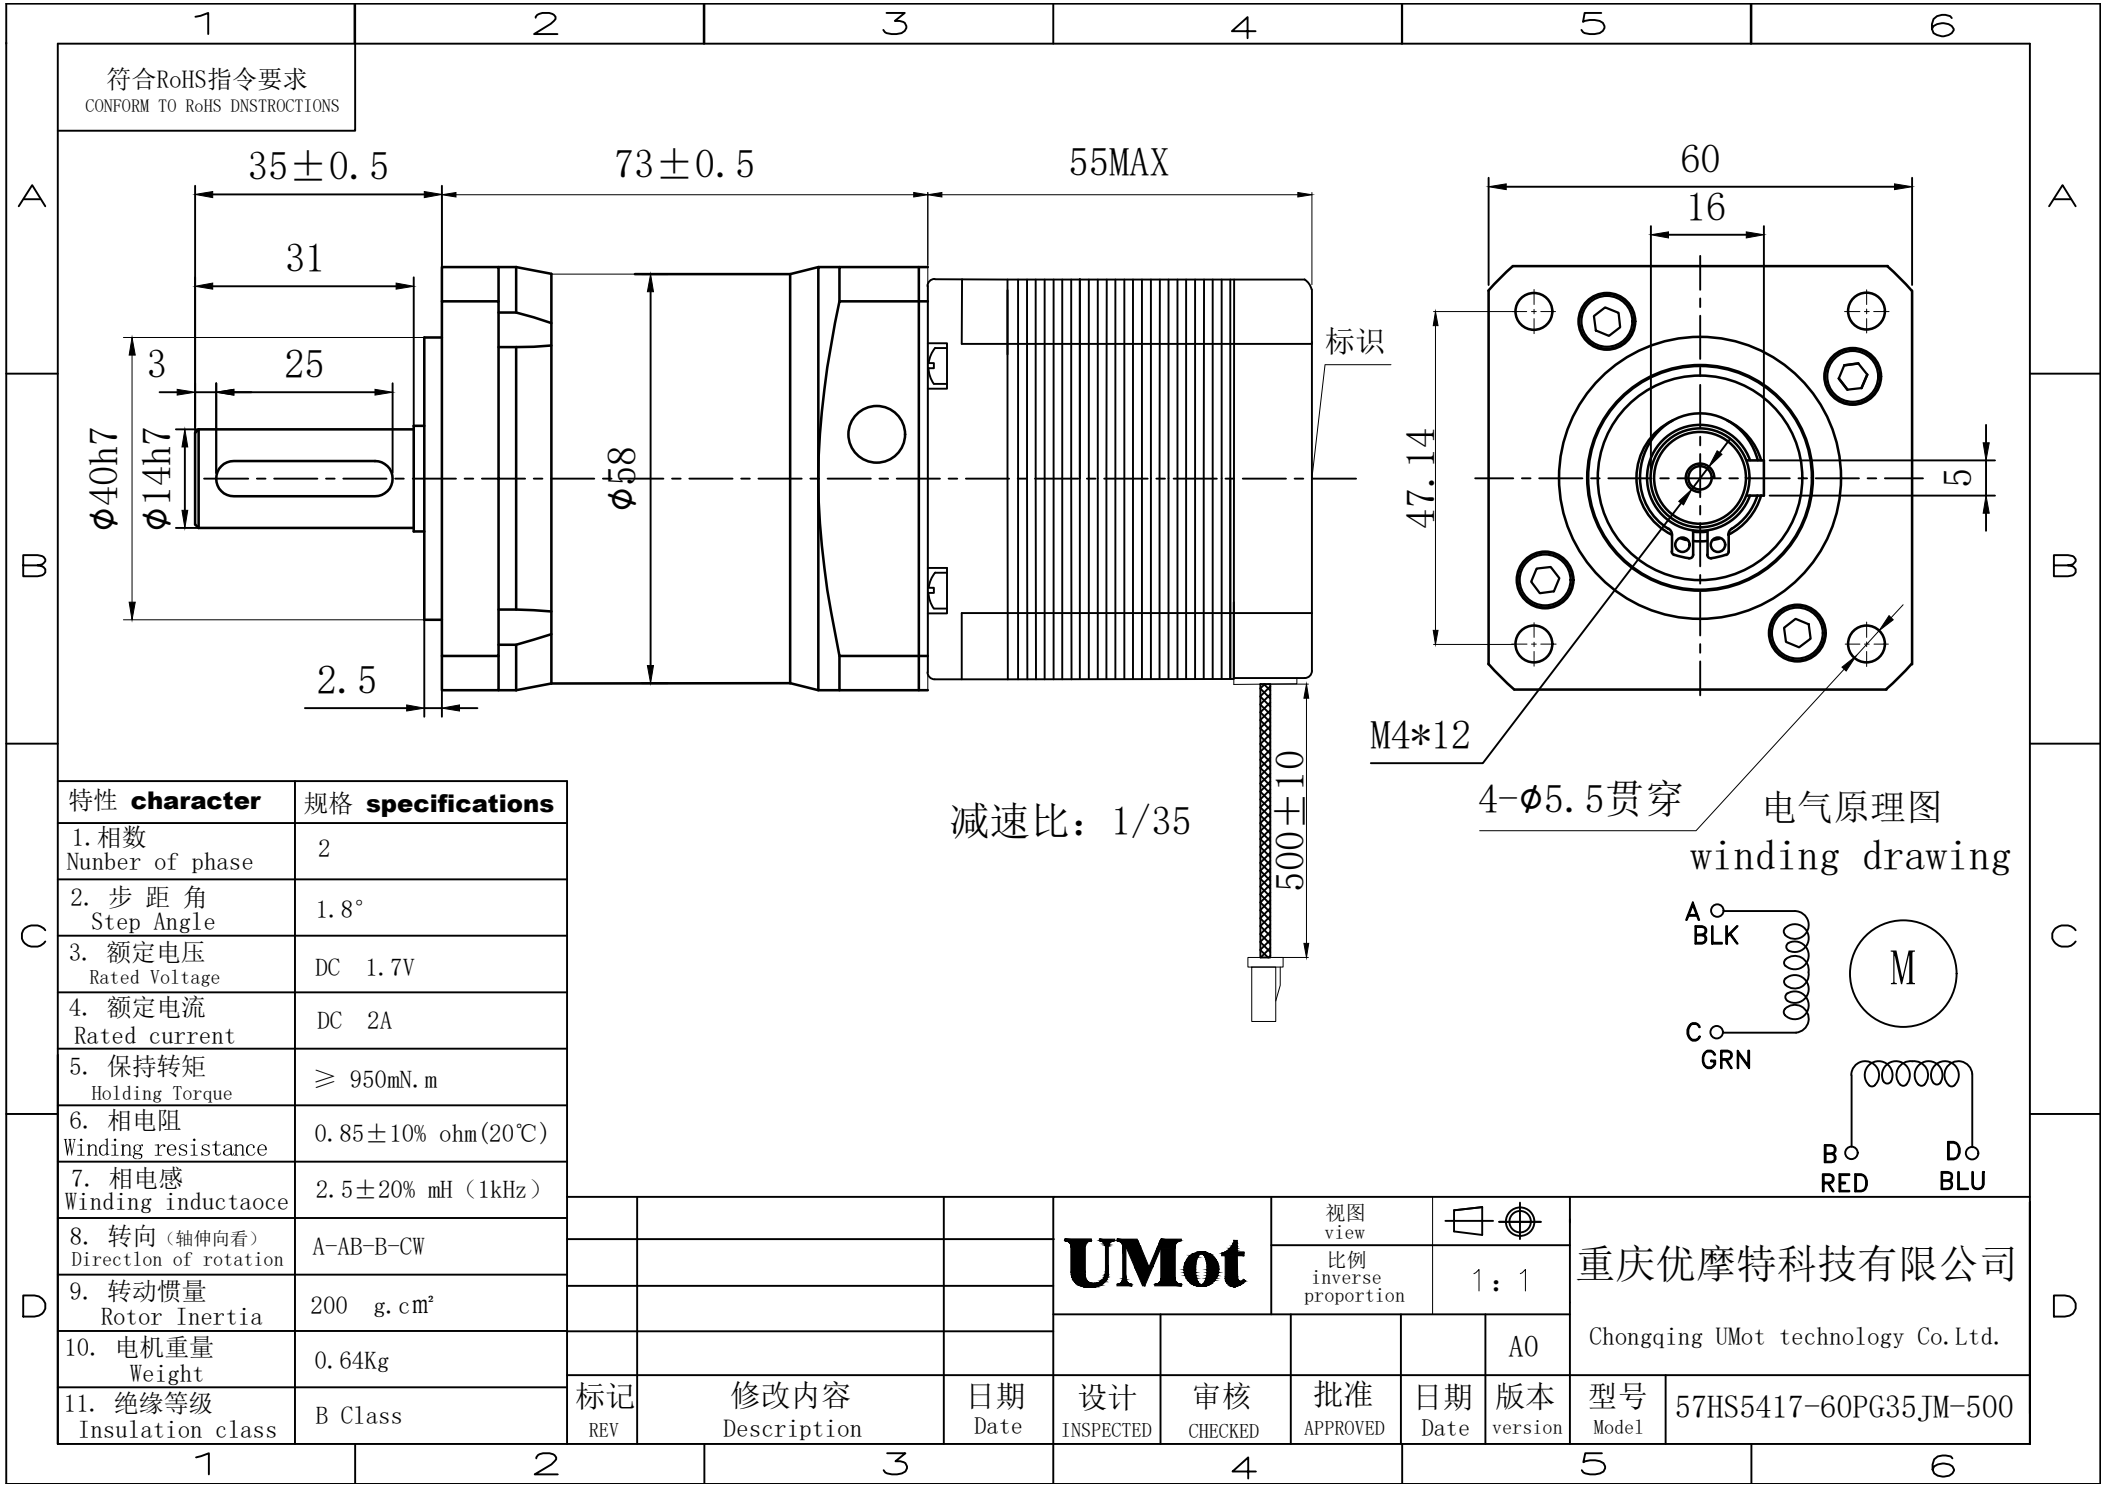 1 2 3 4 5 6
符合RoHS指令要求
CONFORM TO RoHS DNSTROCTIONS
A
A
35±0.5
73±0.5
55MAX
60
16
31
标识
3
25
φ40h7
φ14h7
φ58
47.14
5
B
B
2.5
M4*12
4-φ5.5贯穿
减速比：1/35
500±10
电气原理图
winding drawing
A
BLK
C
GRN
M
B
RED
D
BLU
C
C
特性 character
规格 specifications
1.相数
Nunber of phase
2
2. 步 距 角
Step Angle
1.8°
3. 额定电压
Rated Voltage
DC 1.7V
4. 额定电流
Rated current
DC 2A
5. 保持转矩
Holding Torque
≥ 950mN.m
6. 相电阻
Winding resistance
0.85±10% ohm(20℃)
7. 相电感
Winding inductaoce
2.5±20% mH（1kHz）
8. 转向（轴伸向看）
Directlon of rotation
A-AB-B-CW
9. 转动惯量
Rotor Inertia
200 g.cm²
10. 电机重量
Weight
0.64Kg
11. 绝缘等级
Insulation class
B Class
D
D
UMot
视图
view
比例
inverse
proportion
1:1
重庆优摩特科技有限公司
Chongqing UMot technology Co.Ltd.
A0
标记
REV
修改内容
Description
日期
Date
设计
INSPECTED
审核
CHECKED
批准
APPROVED
日期
Date
版本
version
型号
Model
57HS5417-60PG35JM-500
1 2 3 4 5 6